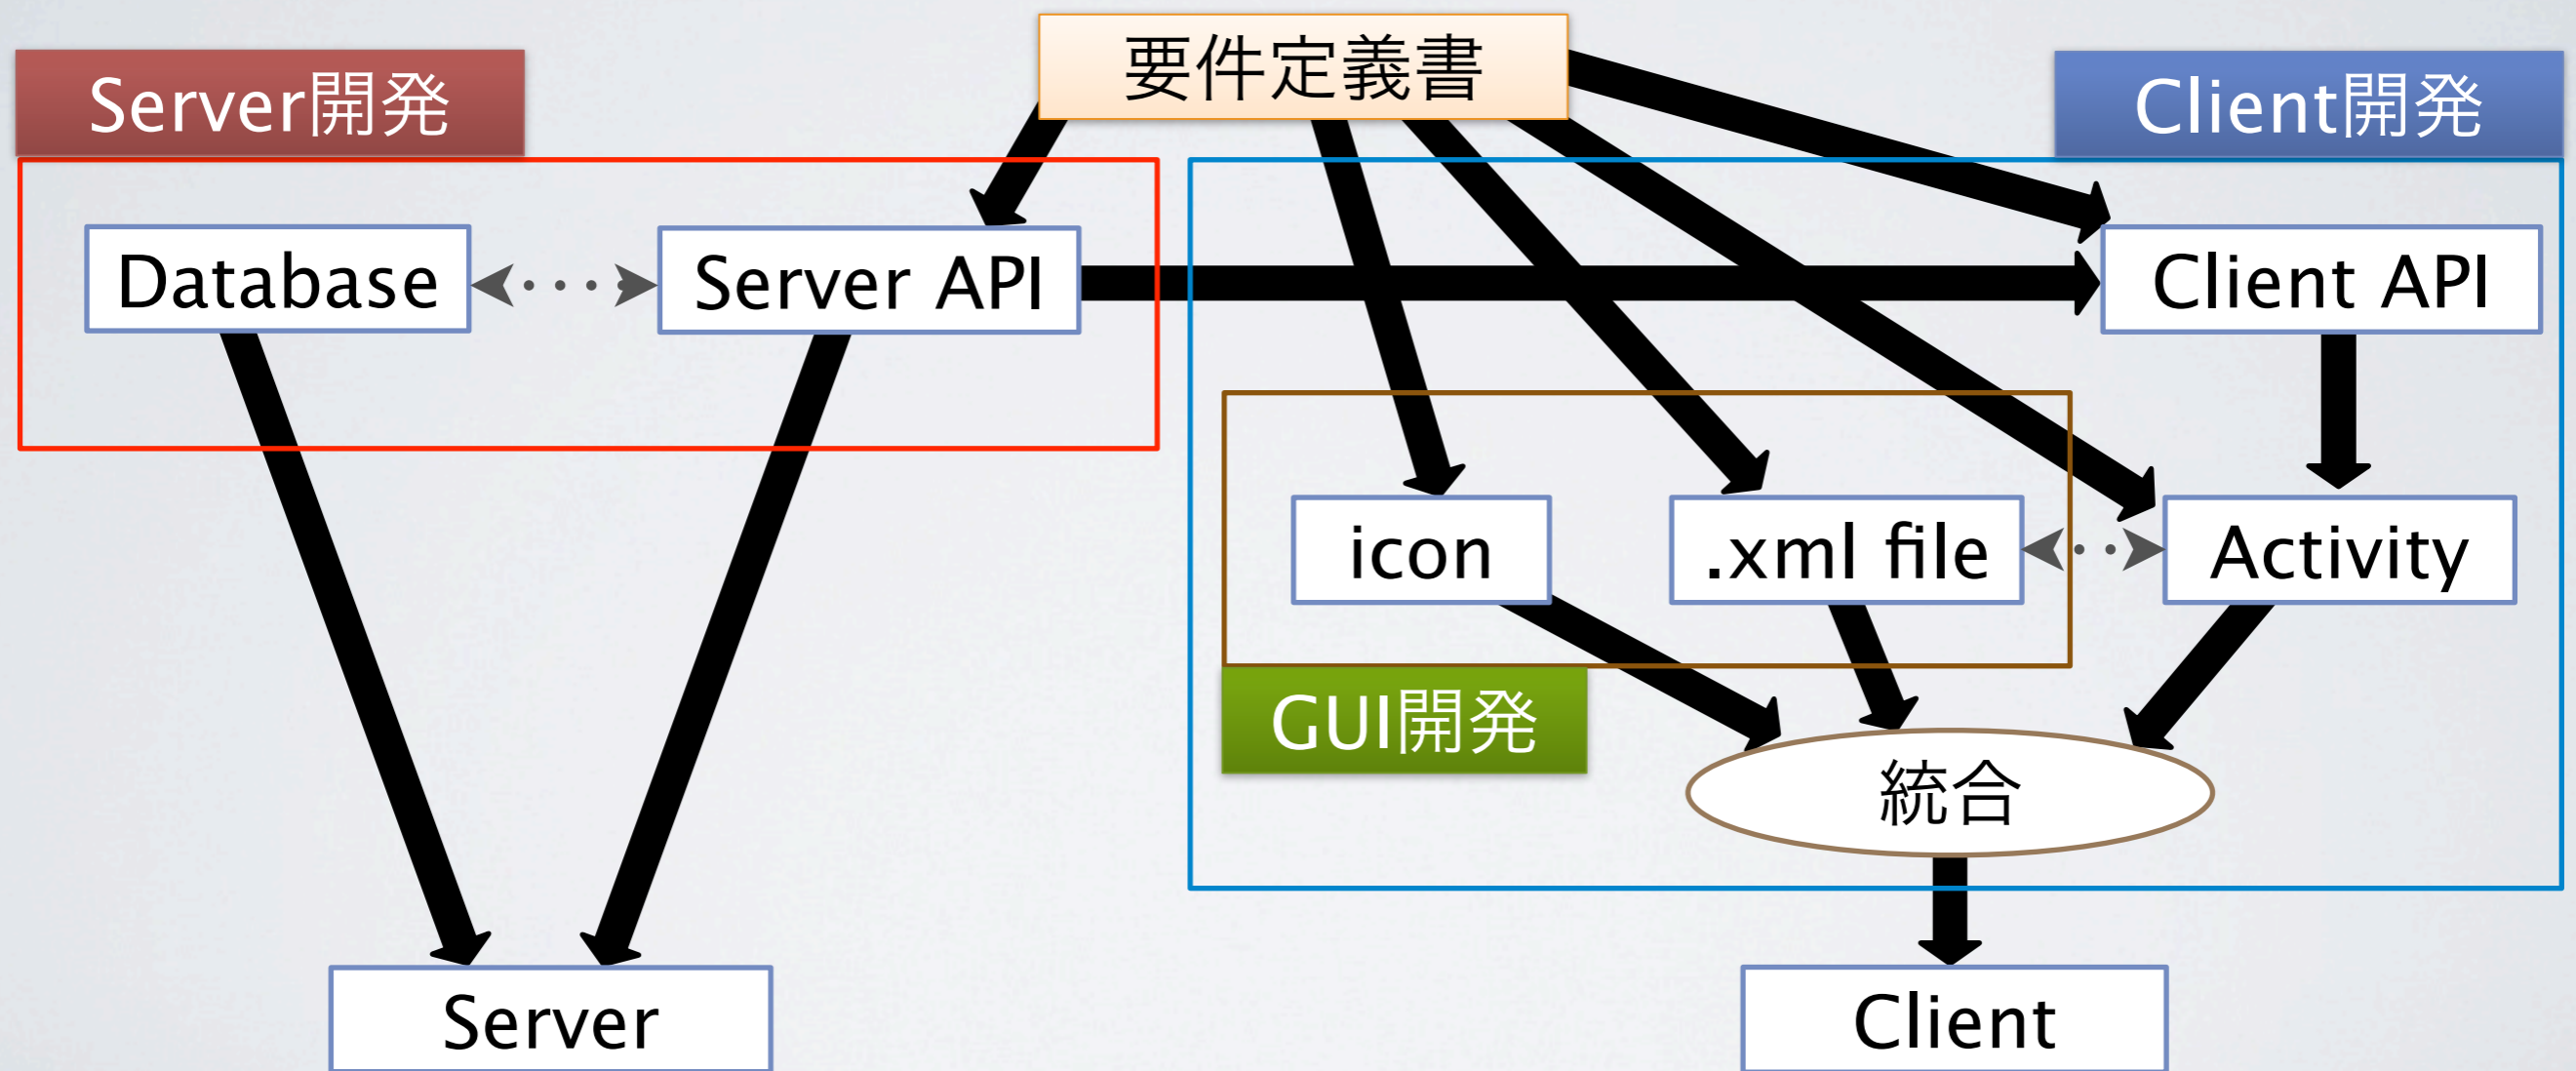 要件定義書
Server開発
Client開発
Database
Server API
Client API
icon
.xml file
Activity
GUI開発
統合
Server
Client